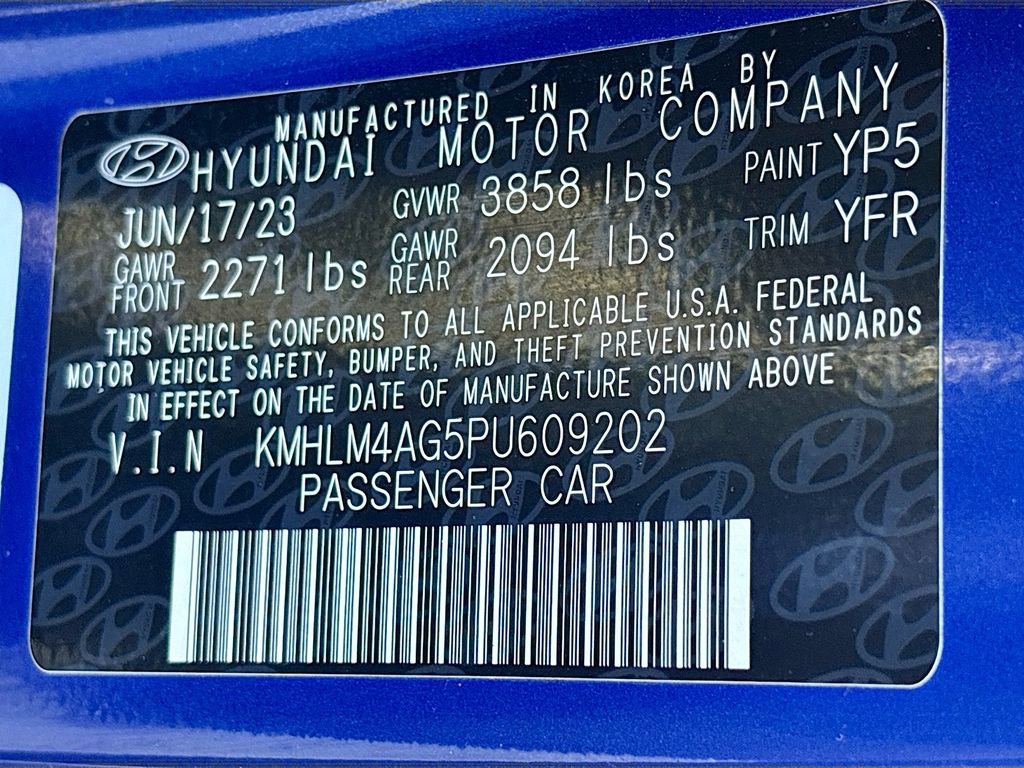 MANUFACTURED IN KOREA BY
HYUNDAI MOTOR COMPANY
JUN/17/23 GVWR 3858 lbs PAINT YP5
GAWR FRONT 2271 lbs GAWR REAR 2094 lbs TRIM YFR
THIS VEHICLE CONFORMS TO ALL APPLICABLE U.S.A. FEDERAL
MOTOR VEHICLE SAFETY, BUMPER, AND THEFT PREVENTION STANDARDS
IN EFFECT ON THE DATE OF MANUFACTURE SHOWN ABOVE
V.I.N KMHLM4AG5PU609202
PASSENGER CAR